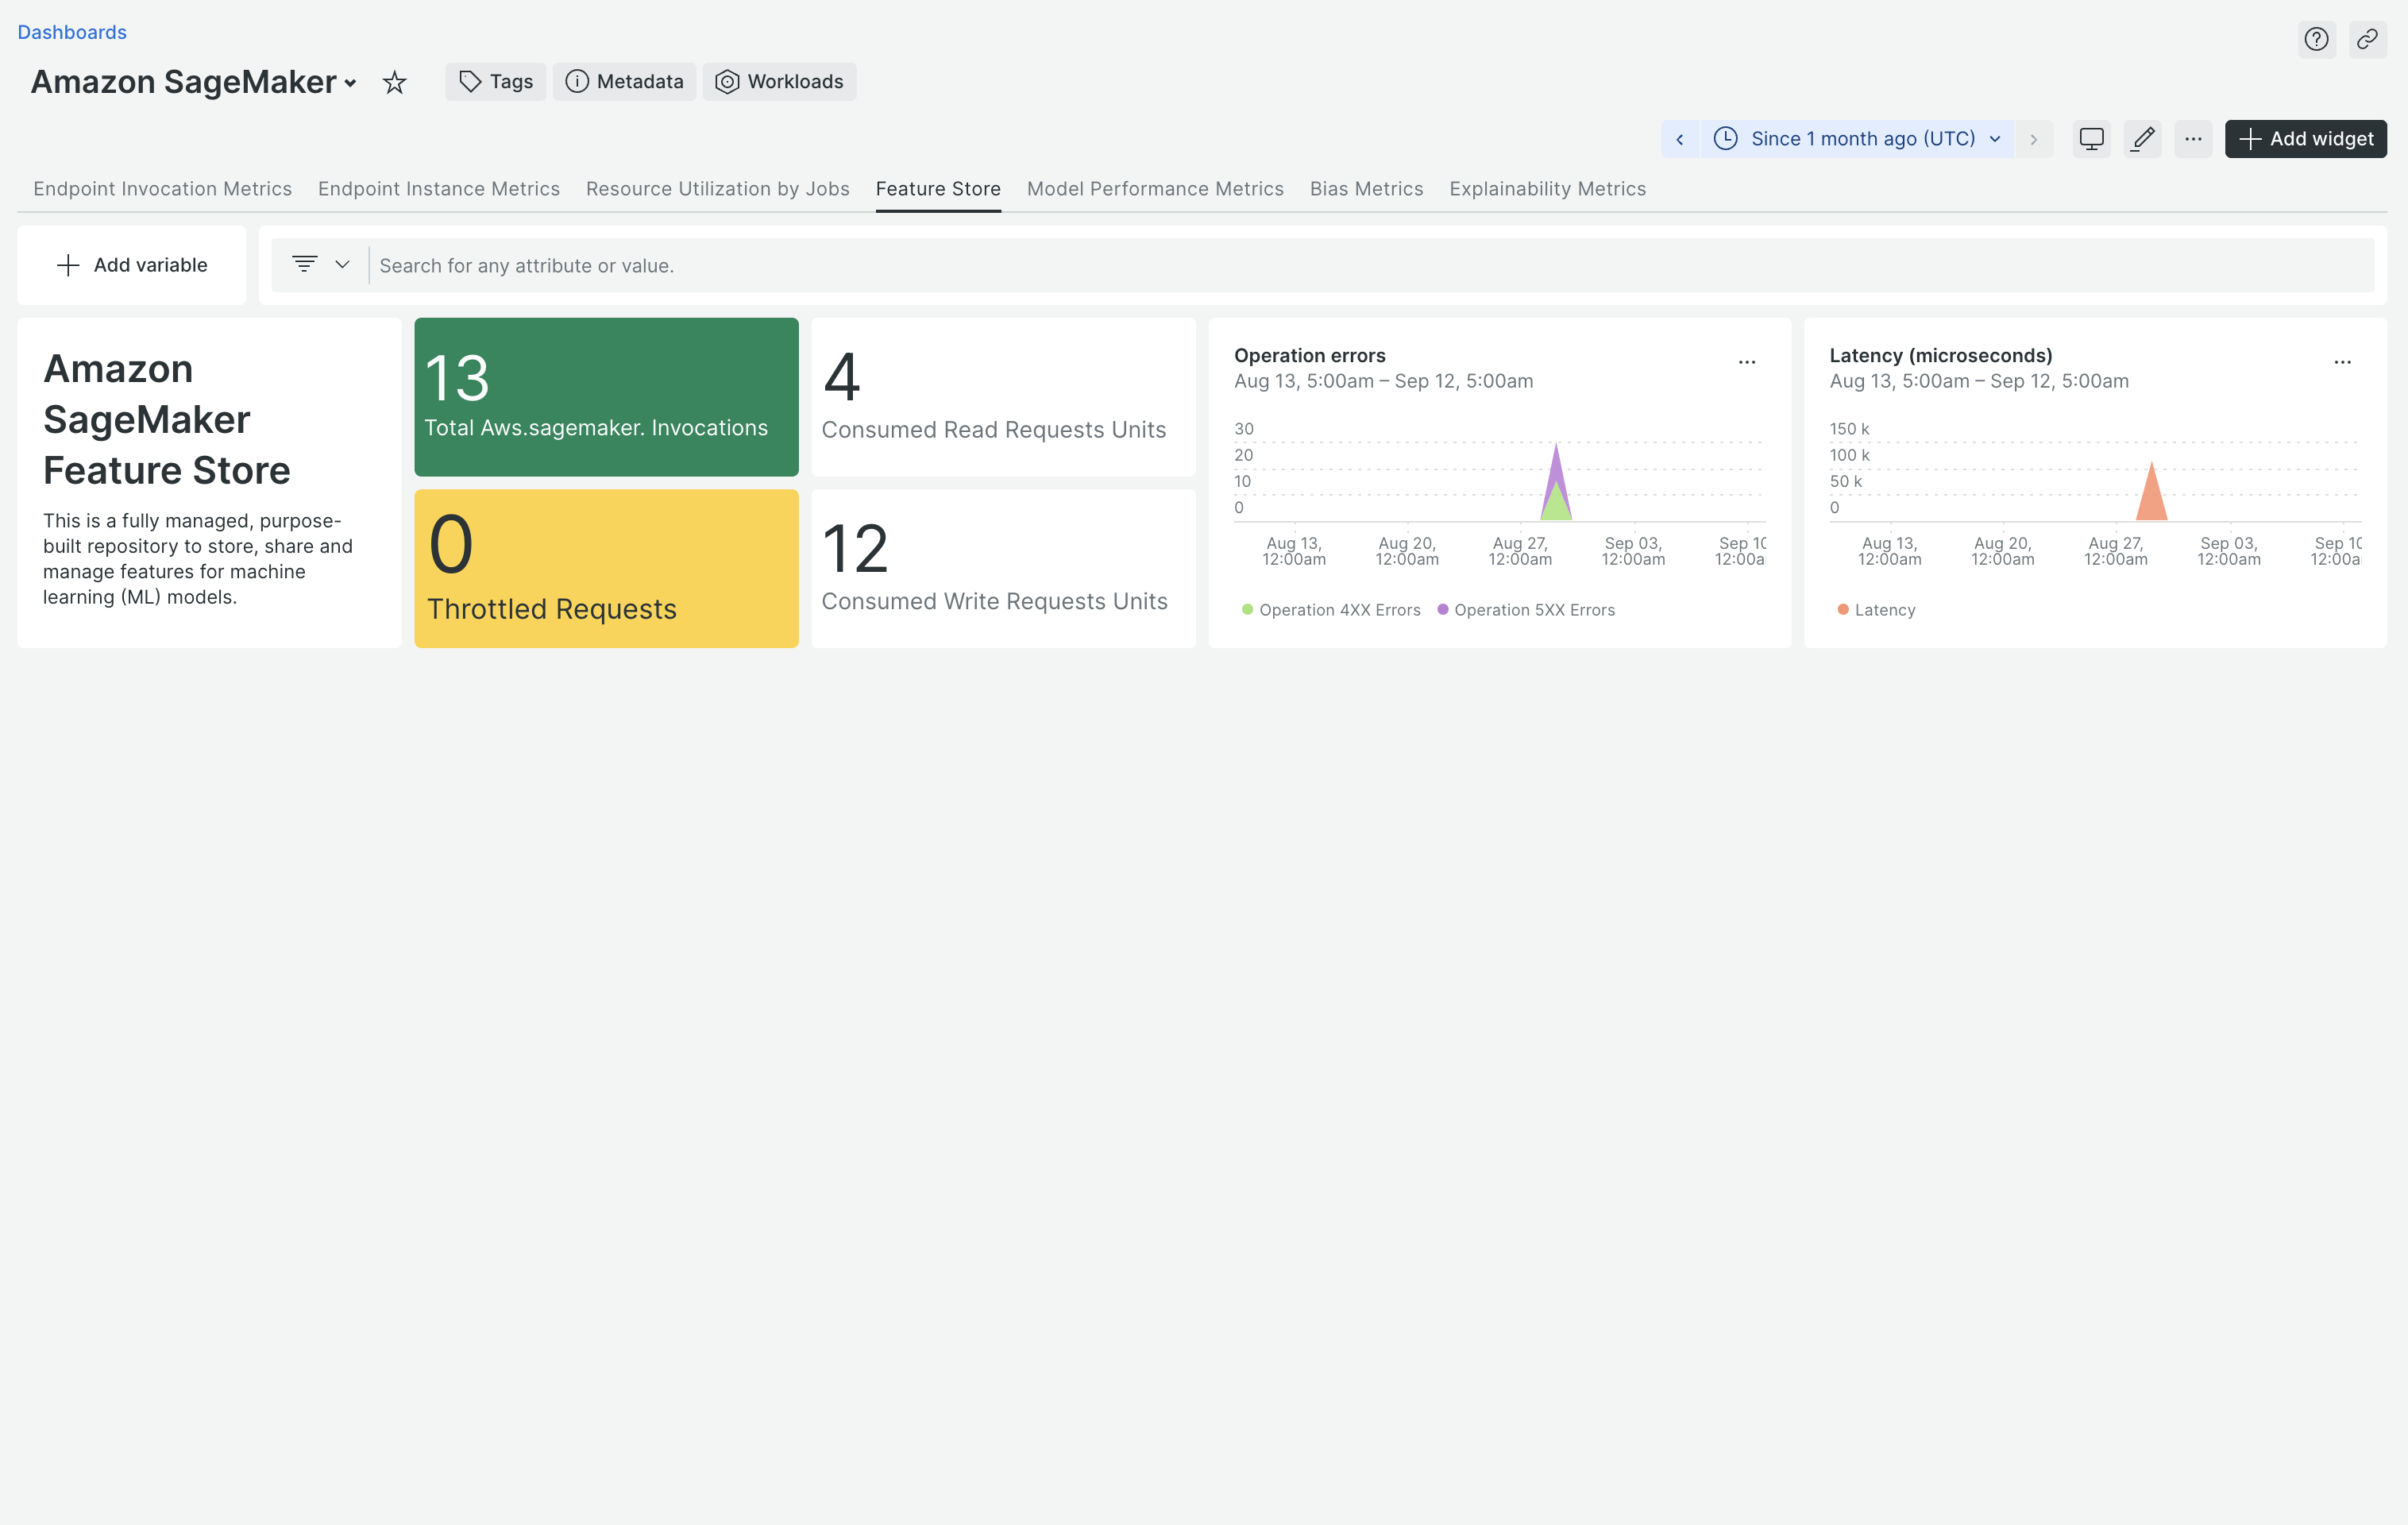 Dashboards
Amazon SageMaker
Tags
Metadata
Workloads
Since 1 month ago (UTC)
... Add widget
Endpoint Invocation Metrics
Endpoint Instance Metrics
Resource Utilization by Jobs
Feature Store
Model Performance Metrics
Bias Metrics
Explainability Metrics
Add variable
Search for any attribute or value.
Amazon
SageMaker
Feature Store
This is a fully managed, purpose-
built repository to store, share and
manage features for machine
learning (ML) models.
13
Total Aws.sagemaker. Invocations
0
Throttled Requests
4
Consumed Read Requests Units
12
Consumed Write Requests Units
Operation errors
...
Aug 13, 5:00am – Sep 12, 5:00am
30
20
10
0
Aug 13,
12:00am
Aug 20,
12:00am
Aug 27,
12:00am
Sep 03,
12:00am
Sep 10
12:00a
Operation 4XX Errors
Operation 5XX Errors
Latency (microseconds)
...
Aug 13, 5:00am – Sep 12, 5:00am
150 k
100 k
50 k
0
Aug 13,
12:00am
Aug 20,
12:00am
Aug 27,
12:00am
Sep 03,
12:00am
Sep 10
12:00a
Latency